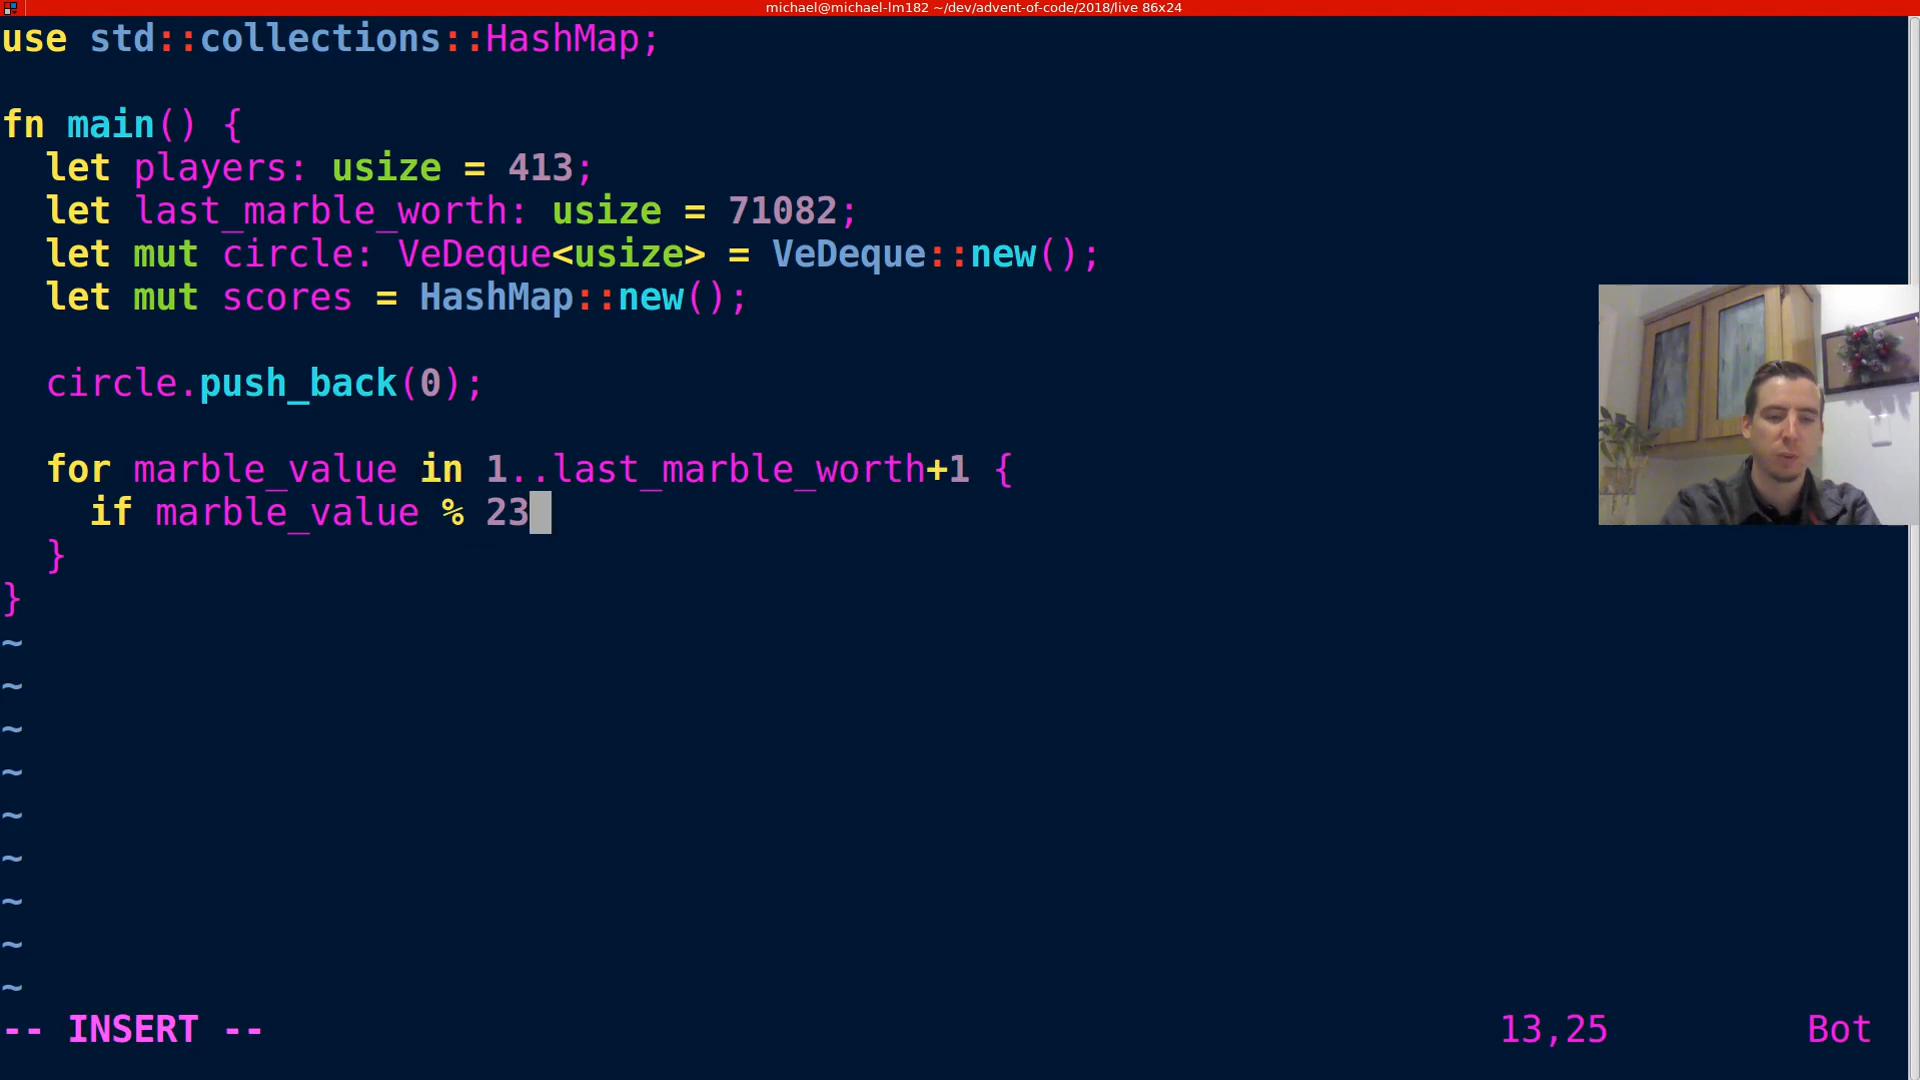 michael@michael-lm182 ~/dev/advent-of-code/2018/live 86x24
use std::collections::HashMap;
fn main() {
  let players: usize = 413;
  let last_marble_worth: usize = 71082;
  let mut circle: VeDeque<usize> = VeDeque::new();
  let mut scores = HashMap::new();
  circle.push_back(0);
  for marble_value in 1..last_marble_worth+1 {
    if marble_value % 23
  }
}
~
~
~
~
~
~
~
~
~
-- INSERT -- 13,25 Bot